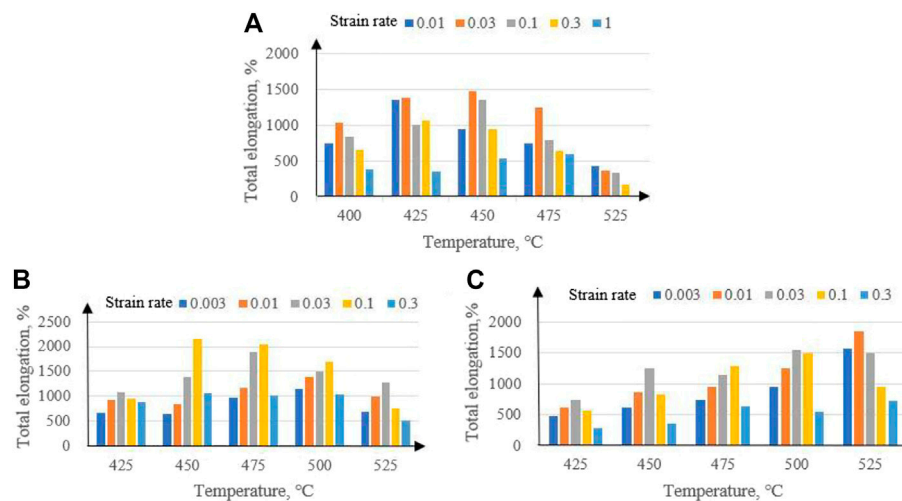 A
Strain rate 0.01 0.03 0.1 0.3 1
Total elongation, %
2000
1500
1000
500
0
400 425 450 475 525
Temperature, °C
B
Strain rate 0.003 0.01 0.03 0.1 0.3
Total elongation, %
2500
2000
1500
1000
500
0
425 450 475 500 525
Temperature, °C
C
Strain rate 0.003 0.01 0.03 0.1 0.3
Total elongation, %
2000
1500
1000
500
0
425 450 475 500 525
Temperature, °C